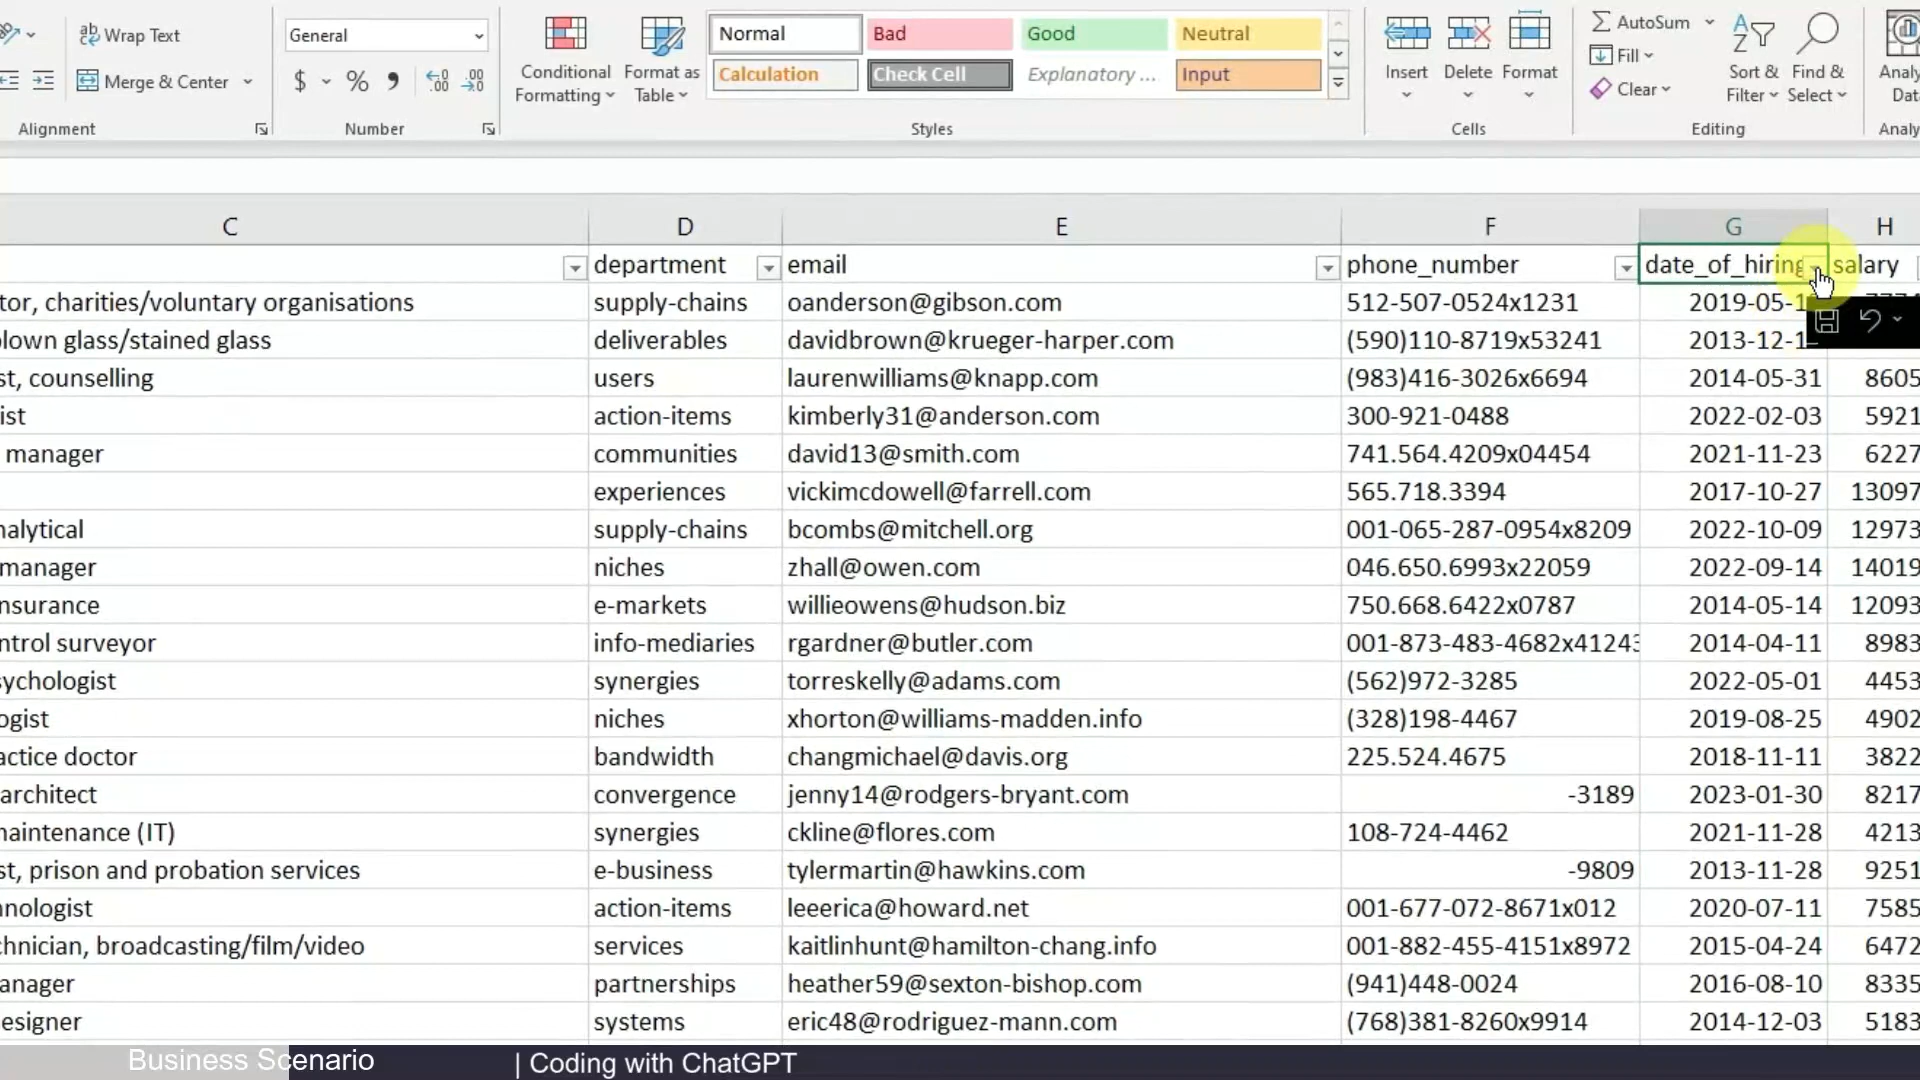 Wrap Text
Merge & Center
Alignment
General
$ % ,
Number
Conditional
Formatting
Format as
Table
Normal Bad Good Neutral
Calculation Check Cell Explanatory ... Input
Styles
Insert Delete Format
Cells
AutoSum
Fill
Clear
Sort &
Filter
Find &
Select
Editing
C D E F G H
department email phone_number date_of_hiring salary
tor, charities/voluntary organisations supply-chains oanderson@gibson.com 512-507-0524x1231 2019-05-1
lown glass/stained glass deliverables davidbrown@krueger-harper.com (590)110-8719x53241 2013-12-1
st, counselling users laurenwilliams@knapp.com (983)416-3026x6694 2014-05-31 8605
ist action-items kimberly31@anderson.com 300-921-0488 2022-02-03 5921
manager communities david13@smith.com 741.564.4209x04454 2021-11-23 6227
experiences vickimcdowell@farrell.com 565.718.3394 2017-10-27 13097
nalytical supply-chains bcombs@mitchell.org 001-065-287-0954x8209 2022-10-09 12973
manager niches zhall@owen.com 046.650.6993x22059 2022-09-14 14019
nsurance e-markets willieowens@hudson.biz 750.668.6422x0787 2014-05-14 12093
ntrol surveyor info-mediaries rgardner@butler.com 001-873-483-4682x41243 2014-04-11 8983
sychologist synergies torreskelly@adams.com (562)972-3285 2022-05-01 4453
ogist niches xhorton@williams-madden.info (328)198-4467 2019-08-25 4902
actice doctor bandwidth changmichael@davis.org 225.524.4675 2018-11-11 3822
architect convergence jenny14@rodgers-bryant.com -3189 2023-01-30 8217
maintenance (IT) synergies ckline@flores.com 108-724-4462 2021-11-28 4213
st, prison and probation services e-business tylermartin@hawkins.com -9809 2013-11-28 9251
hnologist action-items leeerica@howard.net 001-677-072-8671x012 2020-07-11 7585
chnician, broadcasting/film/video services kaitlinhunt@hamilton-chang.info 001-882-455-4151x8972 2015-04-24 6472
anager partnerships heather59@sexton-bishop.com (941)448-0024 2016-08-10 8335
esigner systems eric48@rodriguez-mann.com (768)381-8260x9914 2014-12-03 5183
Business Scenario | Coding with ChatGPT